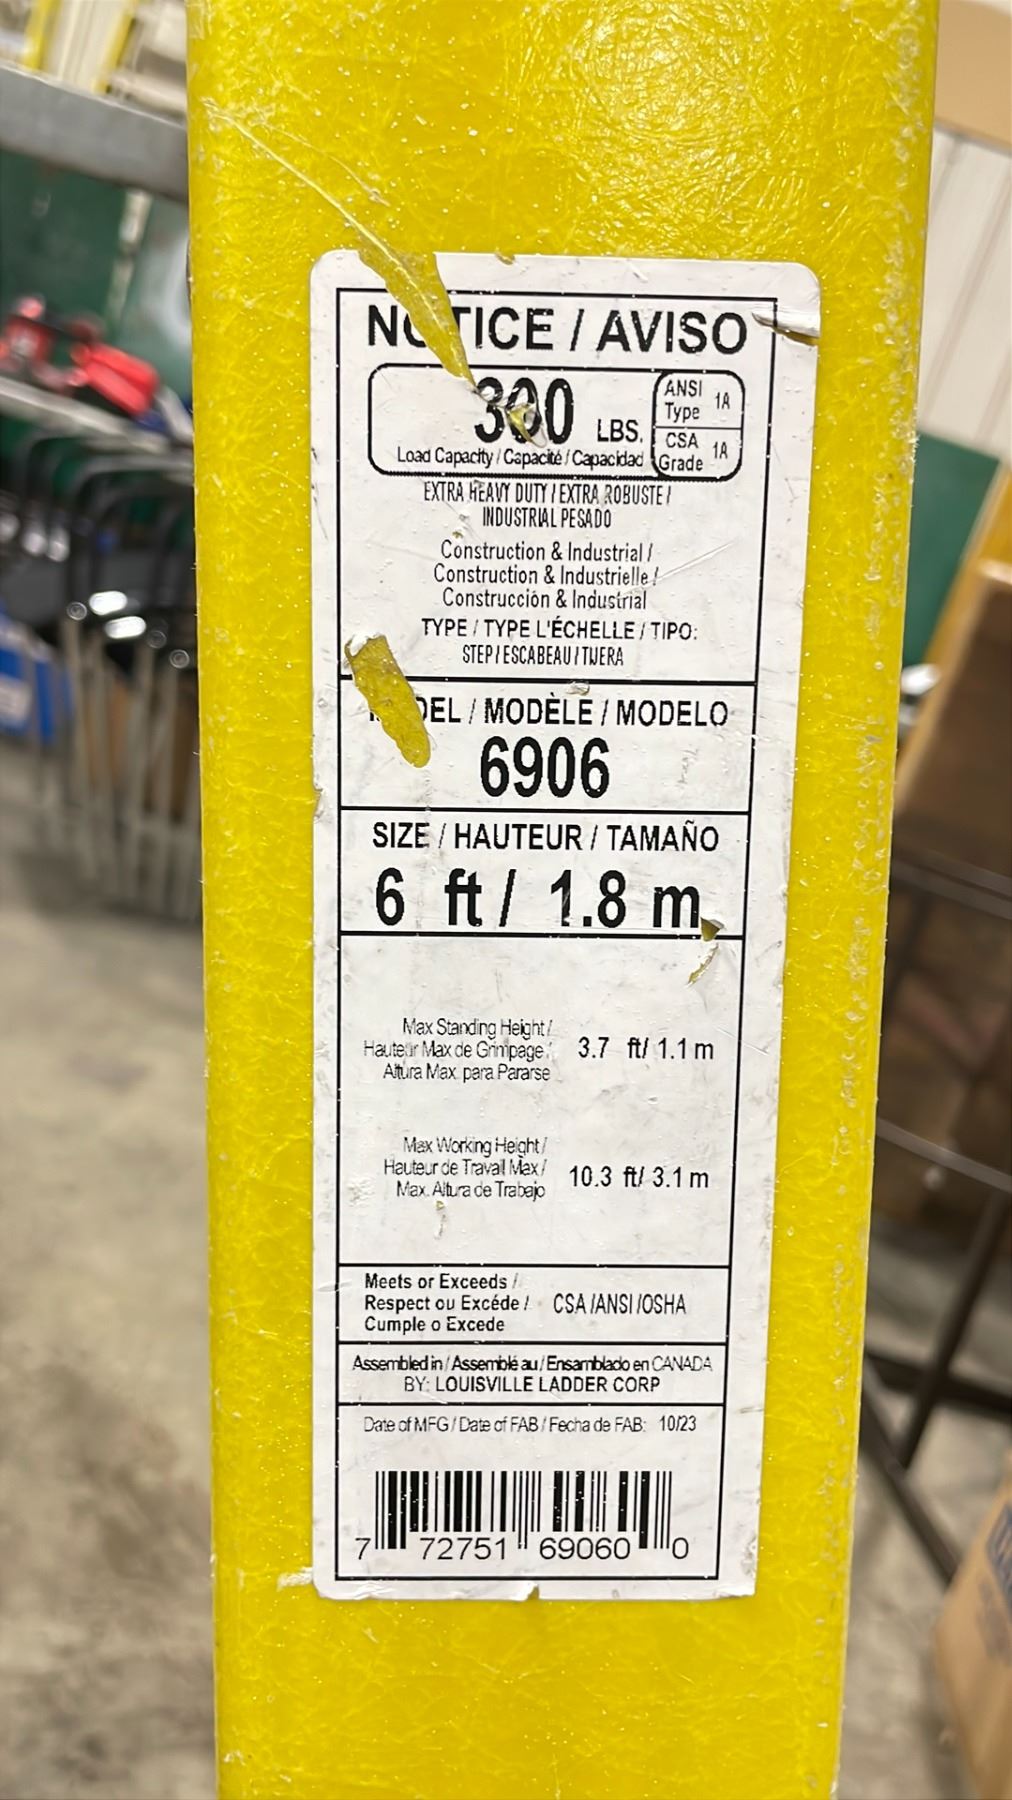 NOTICE / AVISO
300 LBS.
Load Capacity / Capacité / Capacidad
ANSI Type 1A
CSA Grade 1A
EXTRA HEAVY DUTY / EXTRA ROBUSTE /
INDUSTRIAL PESADO
Construction & Industrial /
Construction & Industrielle /
Construcción & Industrial
TYPE / TYPE L'ÉCHELLE / TIPO:
STEP / ESCABEAU / TIJERA
MODEL / MODÈLE / MODELO
6906
SIZE / HAUTEUR / TAMAÑO
6 ft / 1.8 m
Max Standing Height /
Hauteur Max de Grimpage /
Altura Max. para Pararse
3.7 ft/ 1.1 m
Max Working Height /
Hauteur de Travail Max /
Max. Altura de Trabajo
10.3 ft/ 3.1 m
Meets or Exceeds /
Respect ou Excéde /
Cumple o Excede
CSA /ANSI /OSHA
Assembled in / Assemblé au / Ensamblado en CANADA
BY: LOUISVILLE LADDER CORP
Date of MFG / Date of FAB / Fecha de FAB: 10/23
7 72751 69060 0